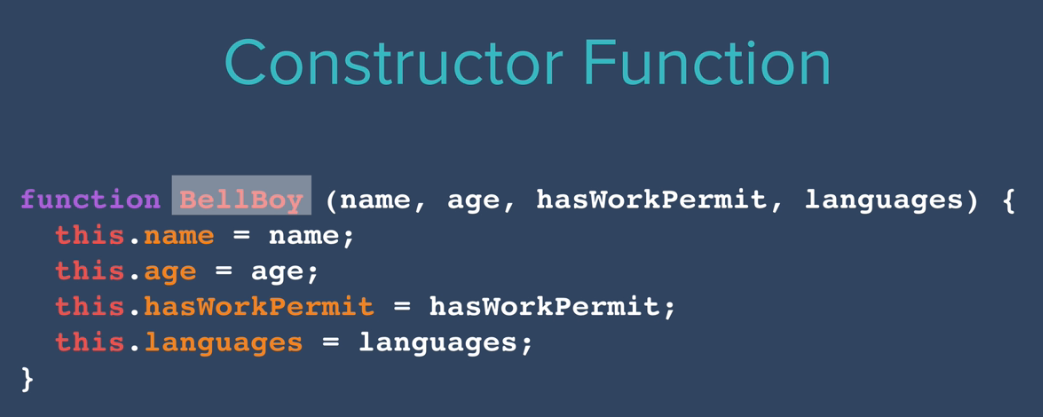 Constructor Function
function BellBoy (name, age, hasWorkPermit, languages) {
  this.name = name;
  this.age = age;
  this.hasWorkPermit = hasWorkPermit;
  this.languages = languages;
}